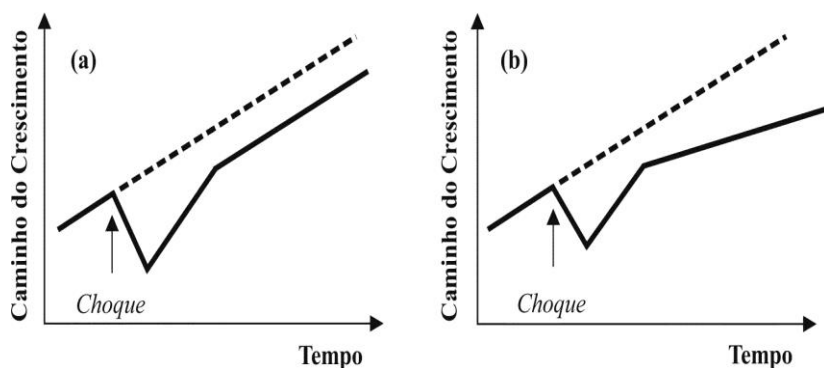 Caminho do Crescimento
(a)
Choque
Tempo
Caminho do Crescimento
(b)
Choque
Tempo